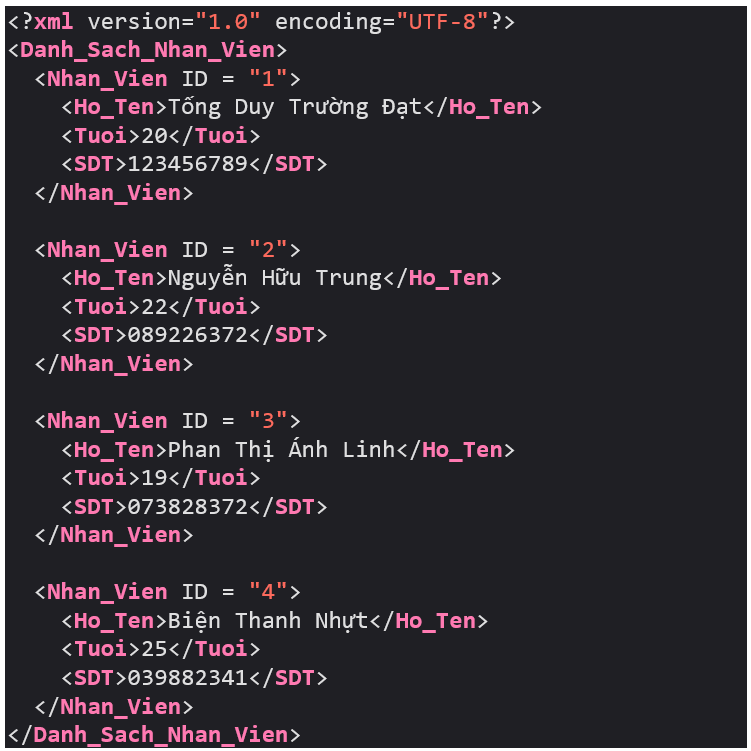 <?xml version="1.0" encoding="UTF-8"?>
<Danh_Sach_Nhan_Vien>
  <Nhan_Vien ID = "1">
    <Ho_Ten>Tống Duy Trường Đạt</Ho_Ten>
    <Tuoi>20</Tuoi>
    <SDT>123456789</SDT>
  </Nhan_Vien>

  <Nhan_Vien ID = "2">
    <Ho_Ten>Nguyễn Hữu Trung</Ho_Ten>
    <Tuoi>22</Tuoi>
    <SDT>089226372</SDT>
  </Nhan_Vien>

  <Nhan_Vien ID = "3">
    <Ho_Ten>Phan Thị Ánh Linh</Ho_Ten>
    <Tuoi>19</Tuoi>
    <SDT>073828372</SDT>
  </Nhan_Vien>

  <Nhan_Vien ID = "4">
    <Ho_Ten>Biện Thanh Nhựt</Ho_Ten>
    <Tuoi>25</Tuoi>
    <SDT>039882341</SDT>
  </Nhan_Vien>
</Danh_Sach_Nhan_Vien>